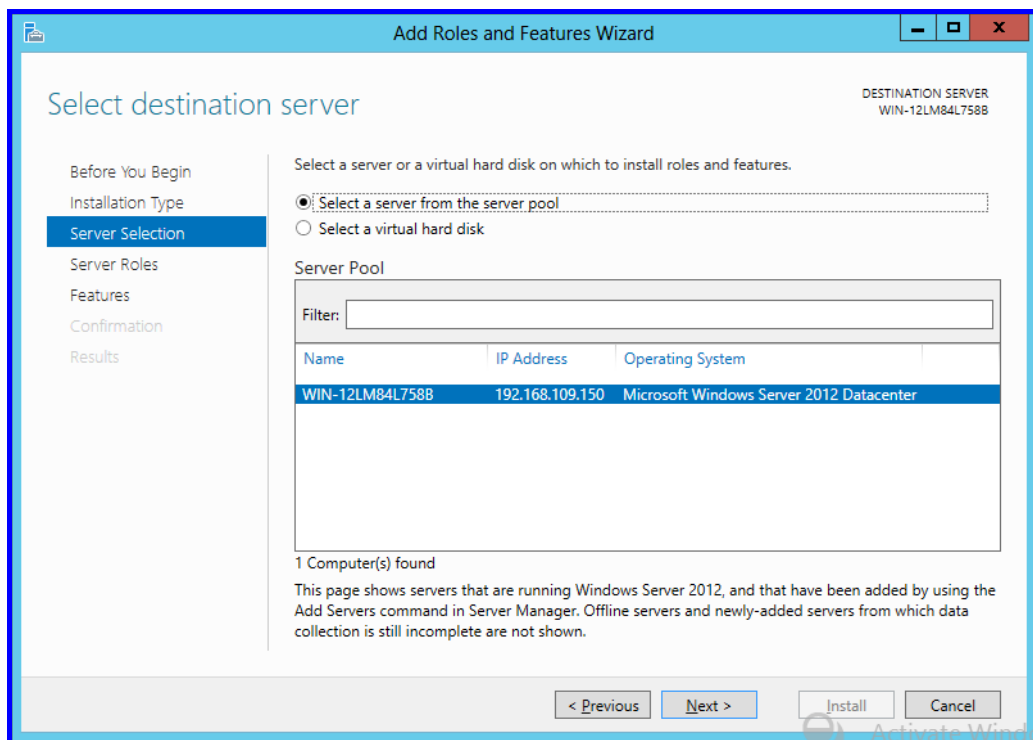 Add Roles and Features Wizard
Select destination server
DESTINATION SERVER
WIN-12LM84L758B
Before You Begin
Installation Type
Server Selection
Server Roles
Features
Confirmation
Results
Select a server or a virtual hard disk on which to install roles and features.
Select a server from the server pool
Select a virtual hard disk
Server Pool
Filter:
Name IP Address Operating System
WIN-12LM84L758B 192.168.109.150 Microsoft Windows Server 2012 Datacenter
1 Computer(s) found
This page shows servers that are running Windows Server 2012, and that have been added by using the
Add Servers command in Server Manager. Offline servers and newly-added servers from which data
collection is still incomplete are not shown.
< Previous Next > Install Cancel
Activate Wind